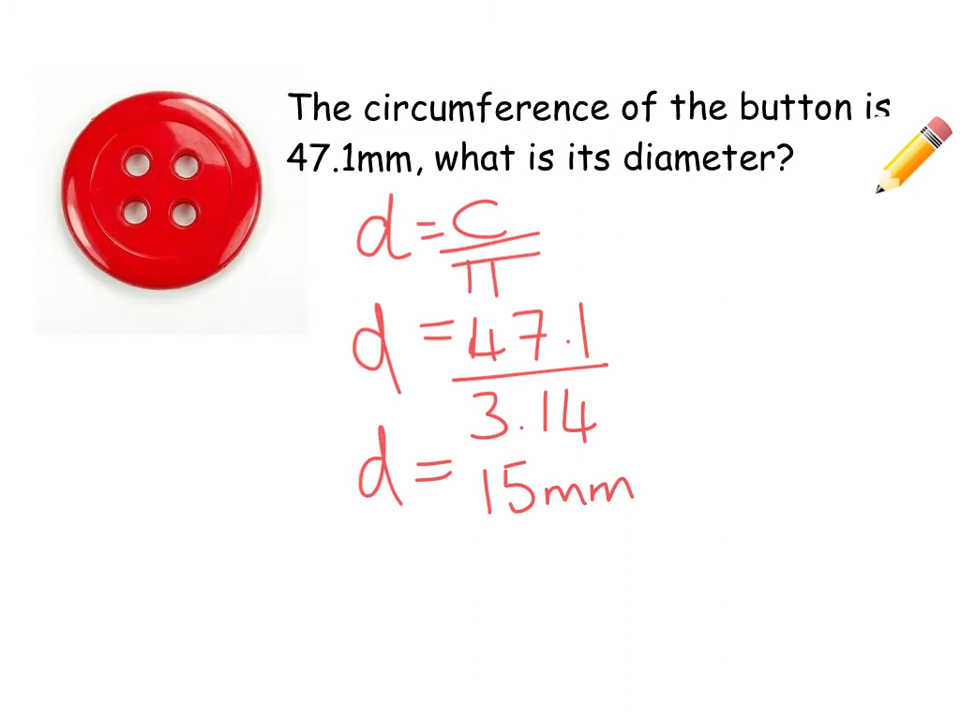 The circumference of the button is
47.1mm, what is its diameter?
d = C
π
d = 47.1
3.14
d = 15mm